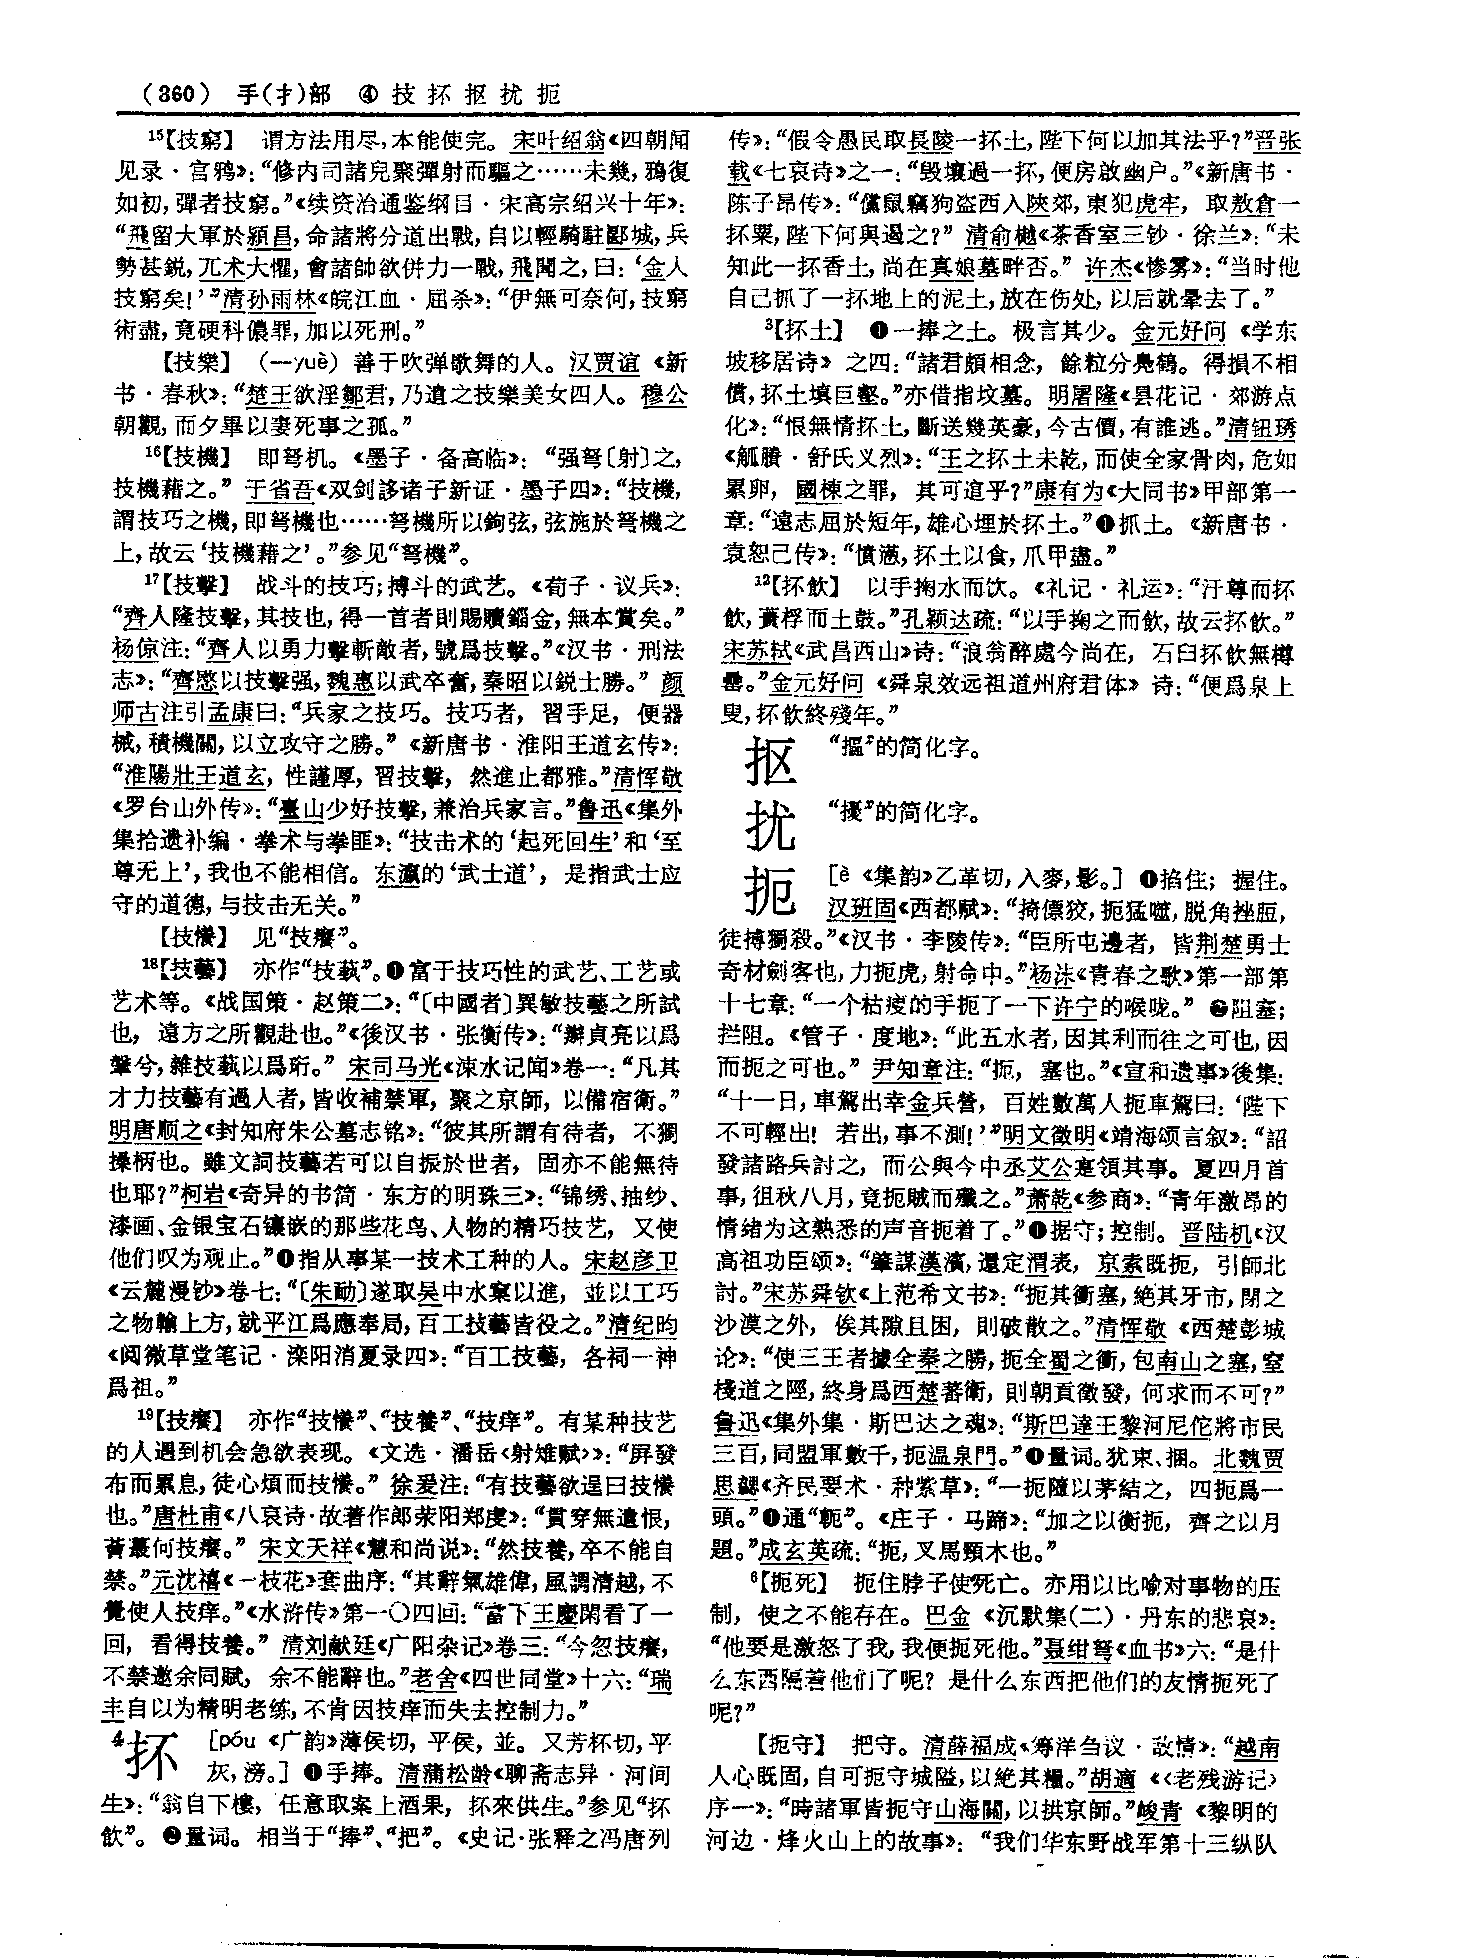 (360) 手(扌)部 ④ 技抔抠扰扼
15【技窮】 谓方法用尽,本能使完。宋叶绍翁《四朝闻
见录·宫鸦》:“修内司諸兒聚彈射而驅之……未幾,鴉復
如初,彈者技窮。”《续资治通鉴纲目·宋高宗绍兴十年》:
“飛留大軍於潁昌,命諸將分道出戰,自以輕騎駐郾城,兵
勢甚鋭,兀术大懼,會諸帥欲併力一戰,飛聞之,曰:‘金人
技窮矣!’”清孙雨林《皖江血·屈杀》:“伊無可奈何,技窮
術盡,竟硬科儂罪,加以死刑。”
【技樂】 (—yuè)善于吹弹歌舞的人。汉贾谊《新
书·春秋》:“楚王欲淫鄒君,乃遺之技樂美女四人。穆公
朝觀,而夕畢以妻死事之孤。”
16【技機】 即弩机。《墨子·备高临》:“强弩〔射〕之,
技機藉之。”于省吾《双剑誃诸子新证·墨子四》:“技機,
謂技巧之機,即弩機也……弩機所以鉤弦,弦施於弩機之
上,故云‘技機藉之’。”参见“弩機”。
17【技擊】 战斗的技巧;搏斗的武艺。《荀子·议兵》:
“齊人隆技擊,其技也,得一首者則賜贖錙金,無本賞矣。”
杨倞注:“齊人以勇力擊斬敵者,號爲技擊。”《汉书·刑法
志》:“齊愍以技擊强,魏惠以武卒奮,秦昭以鋭士勝。”颜
师古注引孟康曰:“兵家之技巧。技巧者,習手足,便器
械,積機關,以立攻守之勝。”《新唐书·淮阳王道玄传》:
“淮陽壯王道玄,性謹厚,習技擊,然進止都雅。”清恽敬
《罗台山外传》:“臺山少好技擊,兼治兵家言。”鲁迅《集外
集拾遗补编·拳术与拳匪》:“技击术的‘起死回生’和‘至
尊无上’,我也不能相信。东瀛的‘武士道’,是指武士应
守的道德,与技击无关。”
【技懩】 见“技癢”。
18【技藝】 亦作“技蓺”。❶富于技巧性的武艺、工艺或
艺术等。《战国策·赵策二》:“〔中國者〕異敏技藝之所試
也,遠方之所觀赴也。”《後汉书·张衡传》:“辮貞亮以爲
鞶兮,雜技蓺以爲珩。”宋司马光《涑水记闻》卷一:“凡其
才力技藝有過人者,皆收補禁軍,聚之京師,以備宿衛。”
明唐顺之《封知府朱公墓志铭》:“彼其所謂有待者,不獨
操柄也。雖文詞技藝若可以自振於世者,固亦不能無待
也耶?”柯岩《奇异的书简·东方的明珠三》:“锦绣、抽纱、
漆画、金银宝石镶嵌的那些花鸟、人物的精巧技艺,又使
他们叹为观止。”❷指从事某一技术工种的人。宋赵彦卫
《云麓漫钞》卷七:“〔朱勔〕遂取吴中水窠以進,並以工巧
之物輸上方,就平江爲應奉局,百工技藝皆役之。”清纪昀
《阅微草堂笔记·滦阳消夏录四》:“百工技藝,各祠一神
爲祖。”
19【技癢】 亦作“技懩”、“技養”、“技痒”。有某种技艺
的人遇到机会急欲表现。《文选·潘岳〈射雉赋〉》:“屏發
布而累息,徒心煩而技懩。”徐爰注:“有技藝欲逞曰技懩
也。”唐杜甫《八哀诗·故著作郎荥阳郑虔》:“貫穿無遺恨,
薈蕞何技癢。”宋文天祥《慧和尚说》:“然技養,卒不能自
禁。”元沈禧《一枝花》套曲序:“其辭氣雄偉,風調清越,不
覺使人技痒。”《水浒传》第一〇四回:“當下王慶閑看了一
回,看得技養。”清刘献廷《广阳杂记》卷三:“今忽技癢,
不禁邀余同賦,余不能辭也。”老舍《四世同堂》十六:“瑞
丰自以为精明老练,不肯因技痒而失去控制力。”
4抔 [póu《广韵》薄侯切,平侯,並。又芳杯切,平
灰,滂。]❶手捧。清蒲松龄《聊斋志异·河间
生》:“翁自下樓,任意取案上酒果,抔來供生。”参见“抔
飲”。❷量词。相当于“捧”、“把”。《史记·张释之冯唐列
传》:“假令愚民取長陵一抔土,陛下何以加其法乎?”晋张
载《七哀诗》之一:“毁壤過一抔,便房啟幽户。”《新唐书·
陈子昂传》:“儻鼠竊狗盗西入陝郊,東犯虎牢,取敖倉一
抔粟,陛下何與遏之?”清俞樾《茶香室三钞·徐兰》:“未
知此一抔香土,尚在真娘墓畔否。”许杰《惨雾》:“当时他
自己抓了一抔地上的泥土,放在伤处,以后就晕去了。”
3【抔土】 ❶一捧之土。极言其少。金元好问《学东
坡移居诗》之四:“諸君頗相念,餘粒分鳧鶴。得損不相
償,抔土填巨壑。”亦借指坟墓。明屠隆《昙花记·郊游点
化》:“恨無情抔土,斷送幾英豪,今古價,有誰逃。”清钮琇
《觚賸·舒氏义烈》:“王之抔土未乾,而使全家骨肉,危如
累卵,國棟之罪,其可逭乎?”康有为《大同书》甲部第一
章:“遠志屈於短年,雄心埋於抔土。”❷抓土。《新唐书·
袁恕己传》:“憤懣,抔土以食,爪甲盡。”
12【抔飲】 以手掬水而饮。《礼记·礼运》:“汙尊而抔
飲,蕢桴而土鼓。”孔颖达疏:“以手掬之而飲,故云抔飲。”
宋苏轼《武昌西山》诗:“浪翁醉處今尚在,石臼抔飲無樽
罍。”金元好问《舜泉效远祖道州府君体》诗:“便爲泉上
叟,抔飲終殘年。”
抠 “摳”的简化字。
扰 “擾”的简化字。
扼 [è《集韵》乙革切,入麥,影。]❶掐住;握住。
汉班固《西都赋》:“掎僄狡,扼猛噬,脱角挫脰,
徒搏獨殺。”《汉书·李陵传》:“臣所屯邊者,皆荆楚勇士
奇材劍客也,力扼虎,射命中。”杨沫《青春之歌》第一部第
十七章:“一个枯瘦的手扼了一下许宁的喉咙。”❷阻塞;
拦阻。《管子·度地》:“此五水者,因其利而往之可也,因
而扼之可也。”尹知章注:“扼,塞也。”《宣和遗事》後集:
“十一日,車駕出幸金兵營,百姓數萬人扼車駕曰:‘陛下
不可輕出!若出,事不測!’”明文徵明《靖海颂言叙》:“詔
發諸路兵討之,而公與今中丞艾公寔領其事。夏四月首
事,徂秋八月,竟扼賊而殲之。”萧乾《参商》:“青年激昂的
情绪为这熟悉的声音扼着了。”❸据守;控制。晋陆机《汉
高祖功臣颂》:“肇謀漢濱,還定渭表,京索既扼,引師北
討。”宋苏舜钦《上范希文书》:“扼其衝塞,絶其牙市,閉之
沙漠之外,俟其隙且困,則破散之。”清恽敬《西楚彭城
论》:“使三王者據全秦之勝,扼全蜀之衝,包南山之塞,窒
棧道之陘,終身爲西楚蕃衛,則朝貢徵發,何求而不可?”
鲁迅《集外集·斯巴达之魂》:“斯巴達王黎河尼佗將市民
三百,同盟軍數千,扼温泉門。”❹量词。犹束、捆。北魏贾
思勰《齐民要术·种紫草》:“一扼隨以茅結之,四扼爲一
頭。”❺通“軛”。《庄子·马蹄》:“加之以衡扼,齊之以月
題。”成玄英疏:“扼,叉馬頸木也。”
6【扼死】 扼住脖子使死亡。亦用以比喻对事物的压
制,使之不能存在。巴金《沉默集(二)·丹东的悲哀》:
“他要是激怒了我,我便扼死他。”聂绀弩《血书》六:“是什
么东西隔着他们了呢?是什么东西把他们的友情扼死了
呢?”
【扼守】 把守。清薛福成《筹洋刍议·敌情》:“越南
人心既固,自可扼守城隘,以絶其糧。”胡適《〈老残游记〉
序一》:“時諸軍皆扼守山海關,以拱京師。”峻青《黎明的
河边·烽火山上的故事》:“我们华东野战军第十三纵队